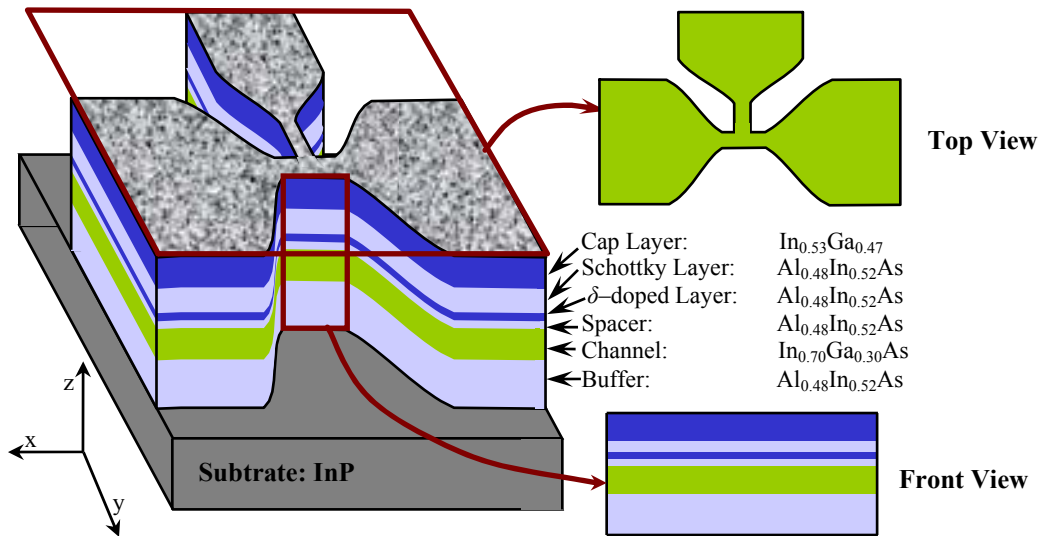 Top View
Cap Layer: In0.53Ga0.47
Schottky Layer: Al0.48In0.52As
δ–doped Layer: Al0.48In0.52As
Spacer: Al0.48In0.52As
Channel: In0.70Ga0.30As
Buffer: Al0.48In0.52As
z
x
y
Subtrate: InP
Front View